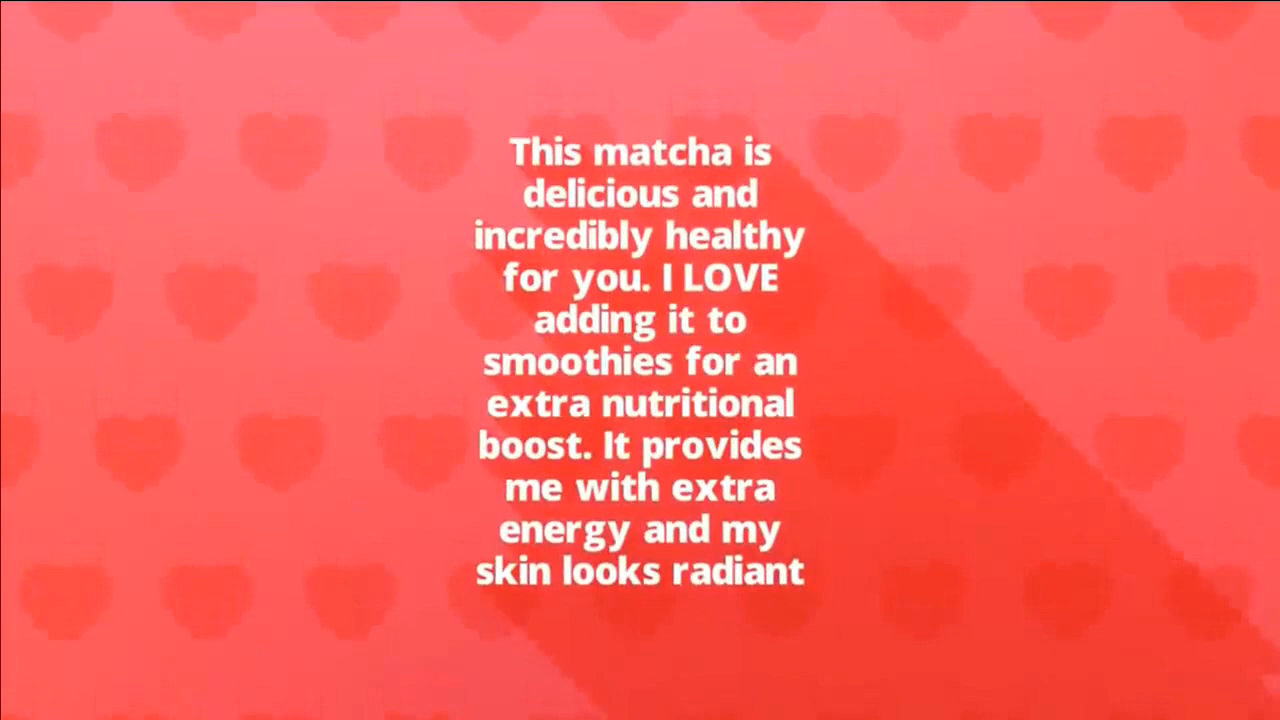 This matcha is
delicious and
incredibly healthy
for you. I LOVE
adding it to
smoothies for an
extra nutritional
boost. It provides
me with extra
energy and my
skin looks radiant